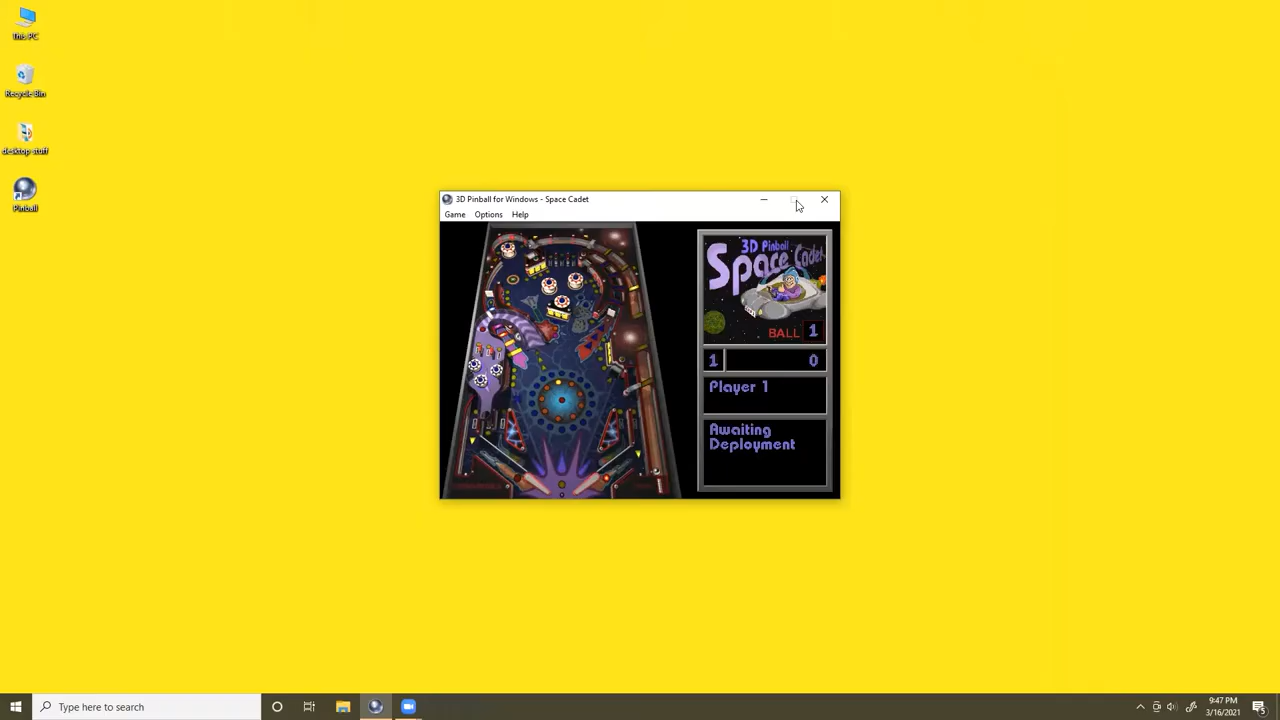 This PC
Recycle Bin
desktop stuff
Pinball
3D Pinball for Windows - Space Cadet
Game Options Help
3D Pinball
Space Cadet
BALL 1
1 0
Player 1
Awaiting
Deployment
Type here to search
9:47 PM
3/16/2021
5